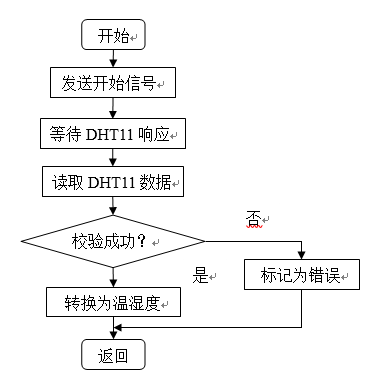 开始
发送开始信号
等待 DHT11 响应
读取 DHT11 数据
校验成功？
否
是
标记为错误
转换为温湿度
返回